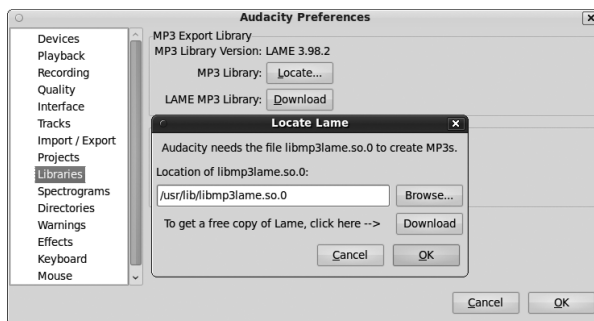 Audacity Preferences
Devices
Playback
Recording
Quality
Interface
Tracks
Import / Export
Projects
Libraries
Spectrograms
Directories
Warnings
Effects
Keyboard
Mouse
MP3 Export Library
MP3 Library Version: LAME 3.98.2
MP3 Library: Locate...
LAME MP3 Library: Download
Locate Lame
Audacity needs the file libmp3lame.so.0 to create MP3s.
Location of libmp3lame.so.0:
/usr/lib/libmp3lame.so.0 Browse...
To get a free copy of Lame, click here --> Download
Cancel OK
Cancel OK